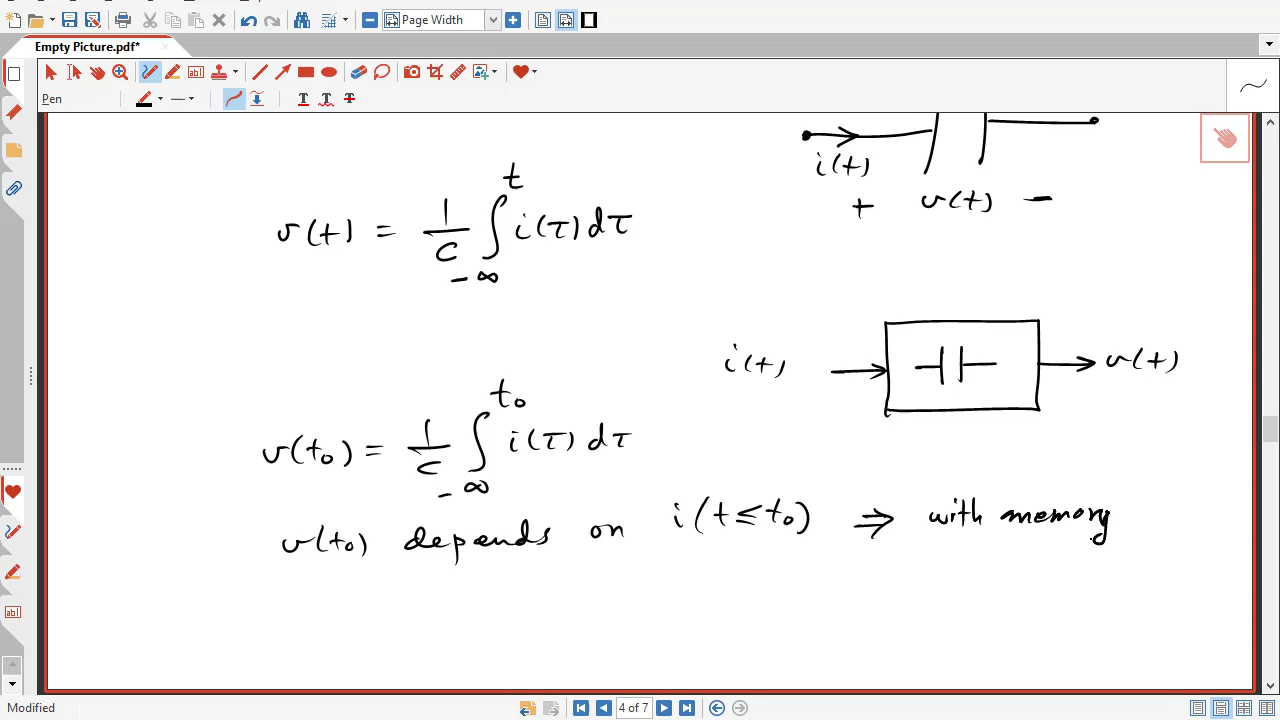 Page Width
Empty Picture.pdf*
Pen
i(t)
+ v(t) −
v(t) = 1/C ∫_{-∞}^{t} i(τ) dτ
i(t) v(t)
v(t₀) = 1/C ∫_{-∞}^{t₀} i(τ) dτ
v(t₀) depends on i(t ≤ t₀) ⇒ with memory
Modified
4 of 7